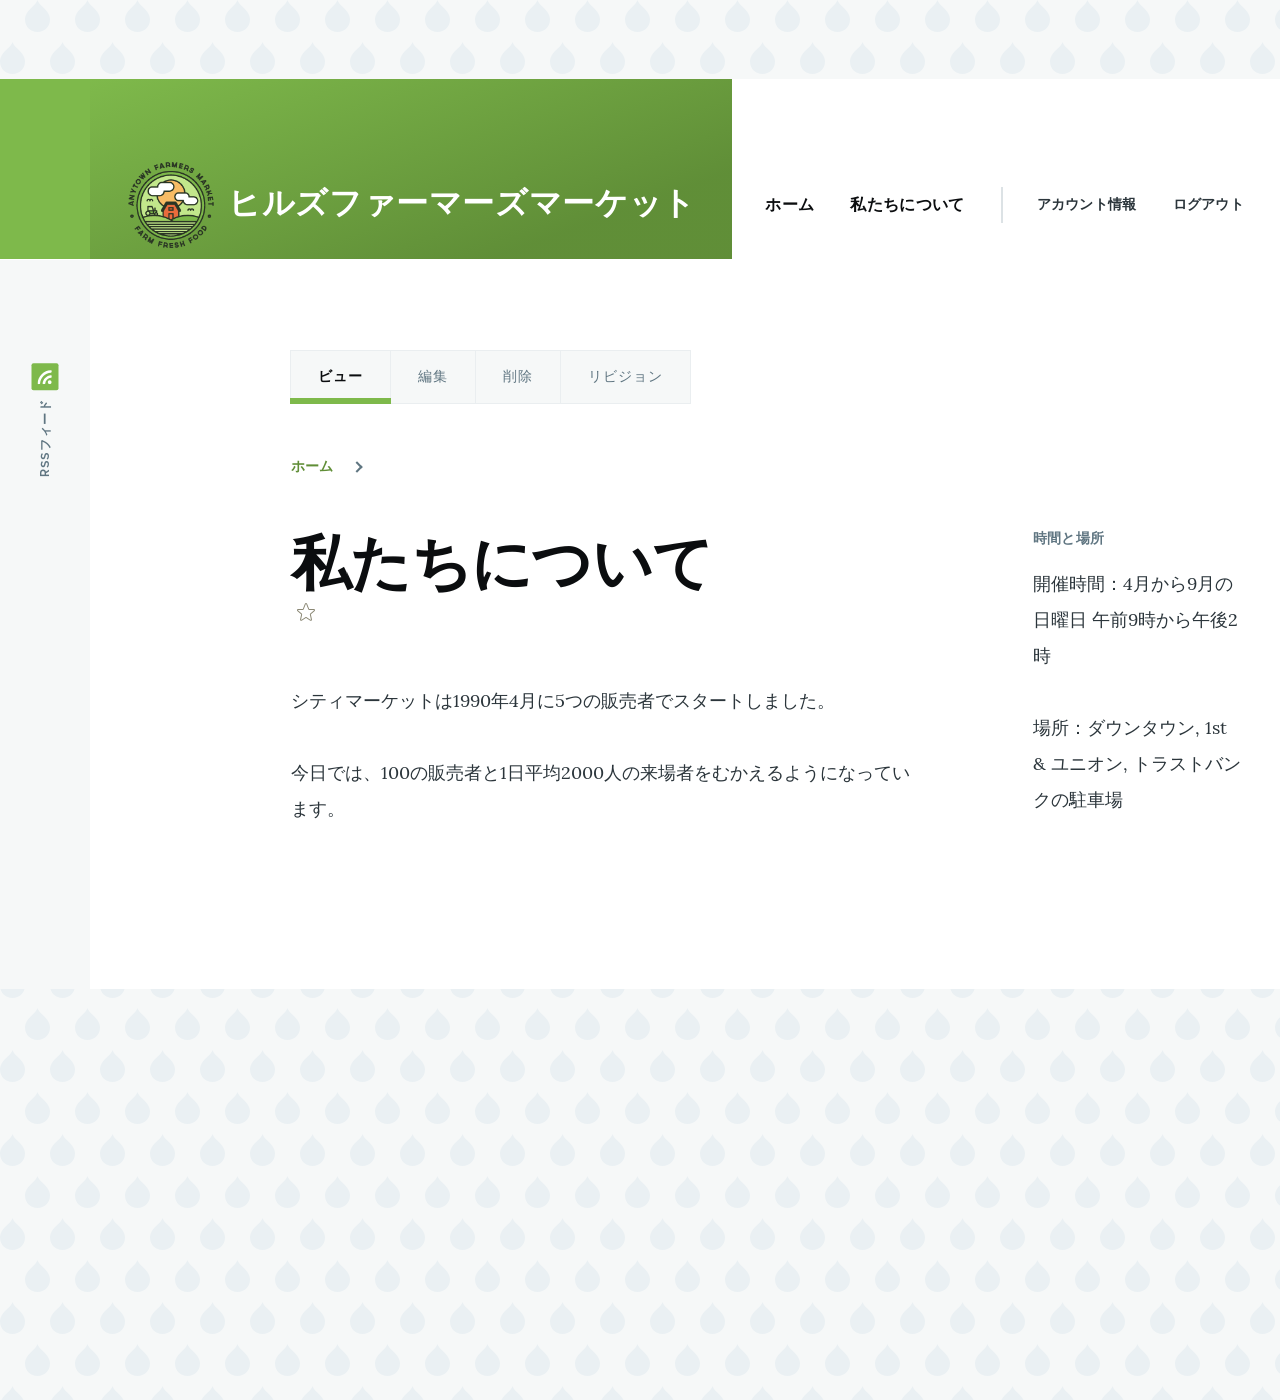 ANYTOWN FARMERS MARKET
FARM FRESH FOOD
ヒルズファーマーズマーケット
ホーム
私たちについて
アカウント情報
ログアウト
RSSフィード
ビュー
編集
削除
リビジョン
ホーム
私たちについて
シティマーケットは1990年4月に5つの販売者でスタートしました。
今日では、100の販売者と1日平均2000人の来場者をむかえるようになってい
ます。
時間と場所
開催時間：4月から9月の
日曜日 午前9時から午後2
時
場所：ダウンタウン, 1st
& ユニオン, トラストバン
クの駐車場